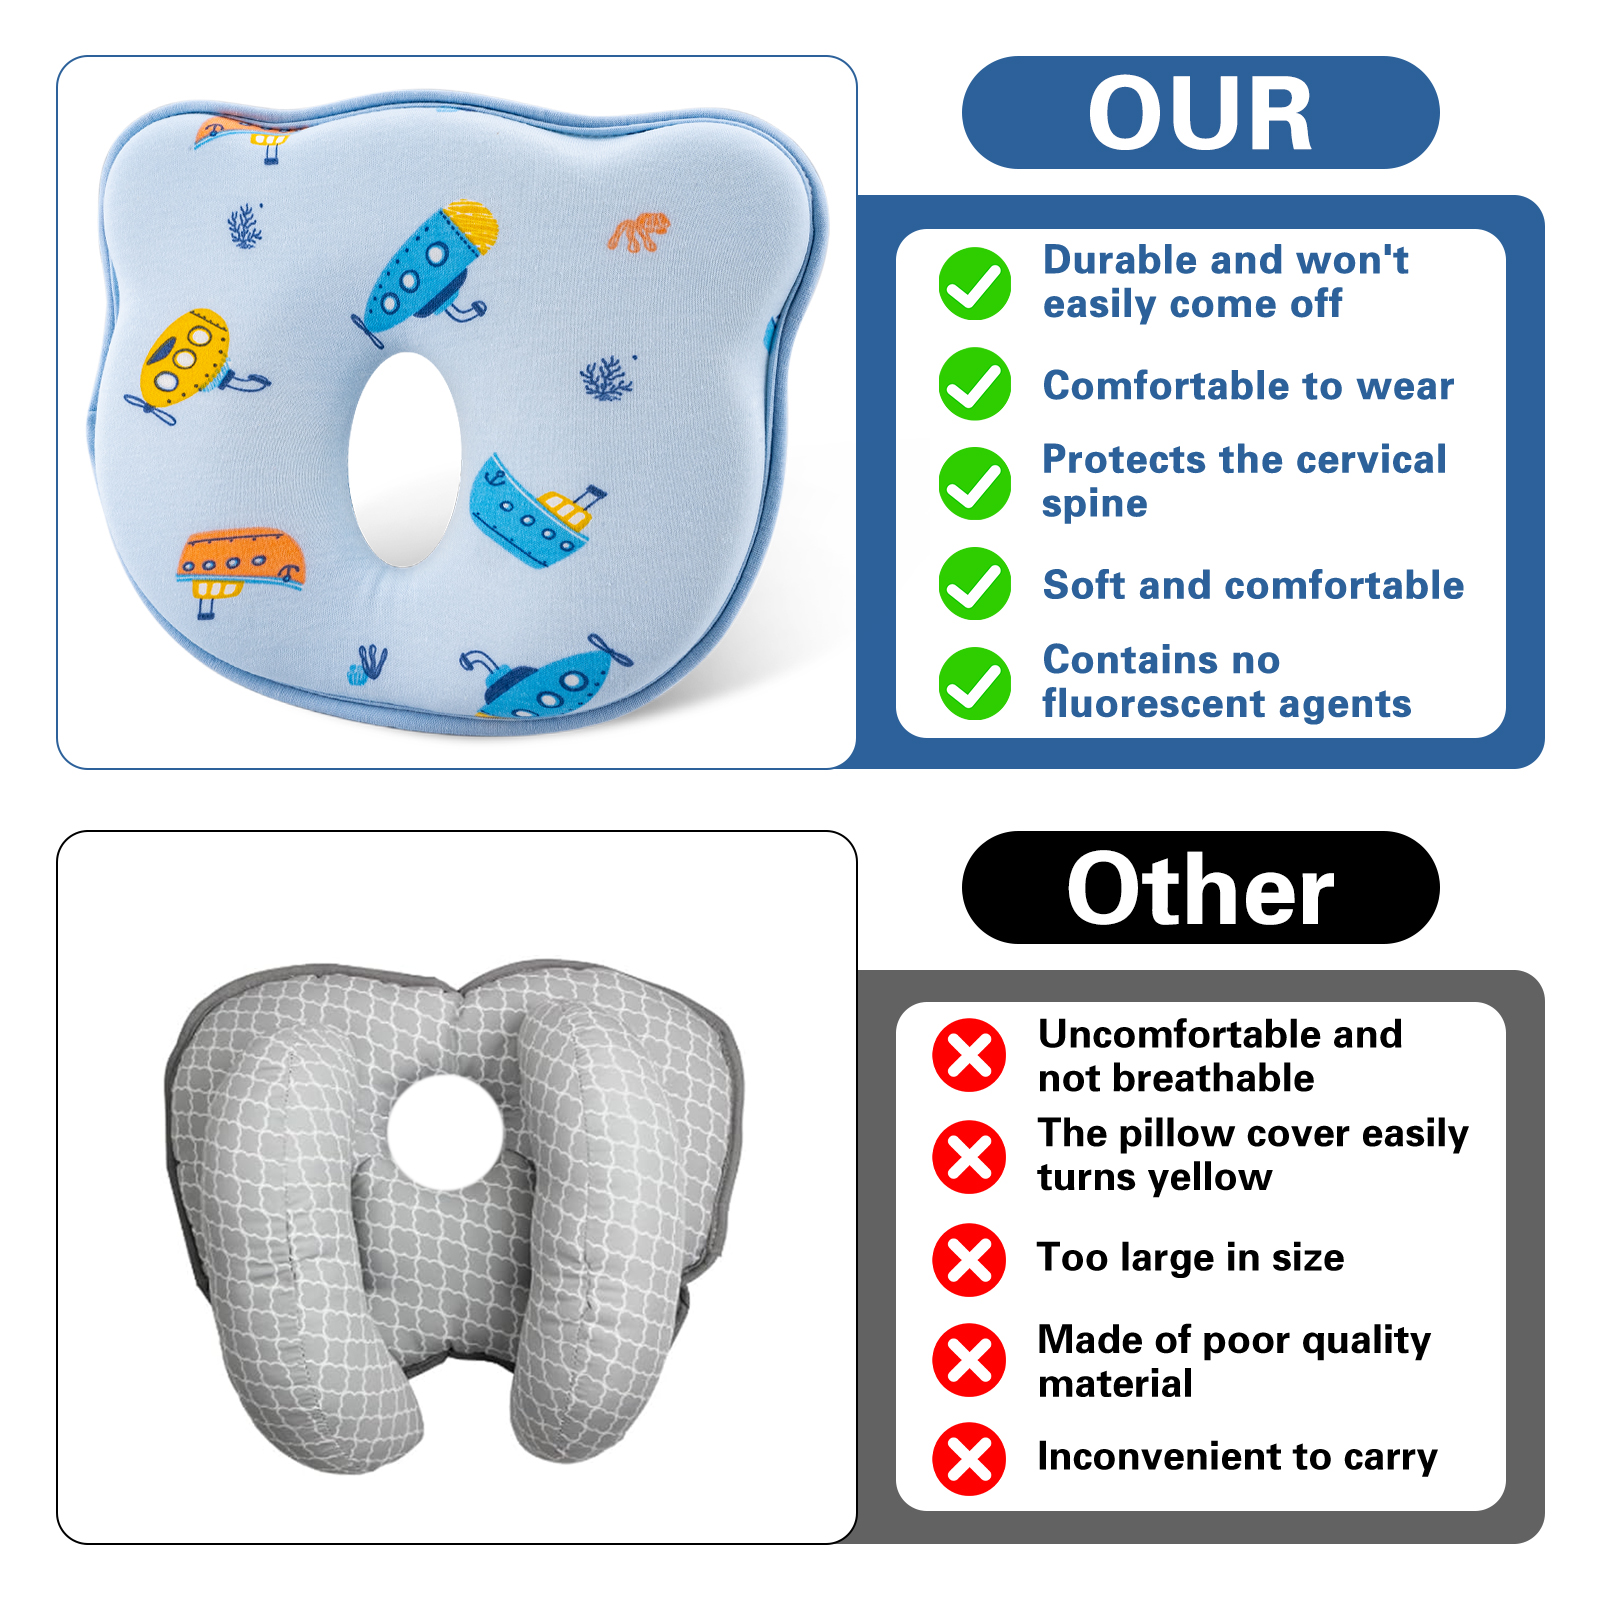 OUR
Durable and won't
easily come off
Comfortable to wear
Protects the cervical
spine
Soft and comfortable
Contains no
fluorescent agents
Other
Uncomfortable and
not breathable
The pillow cover easily
turns yellow
Too large in size
Made of poor quality
material
Inconvenient to carry